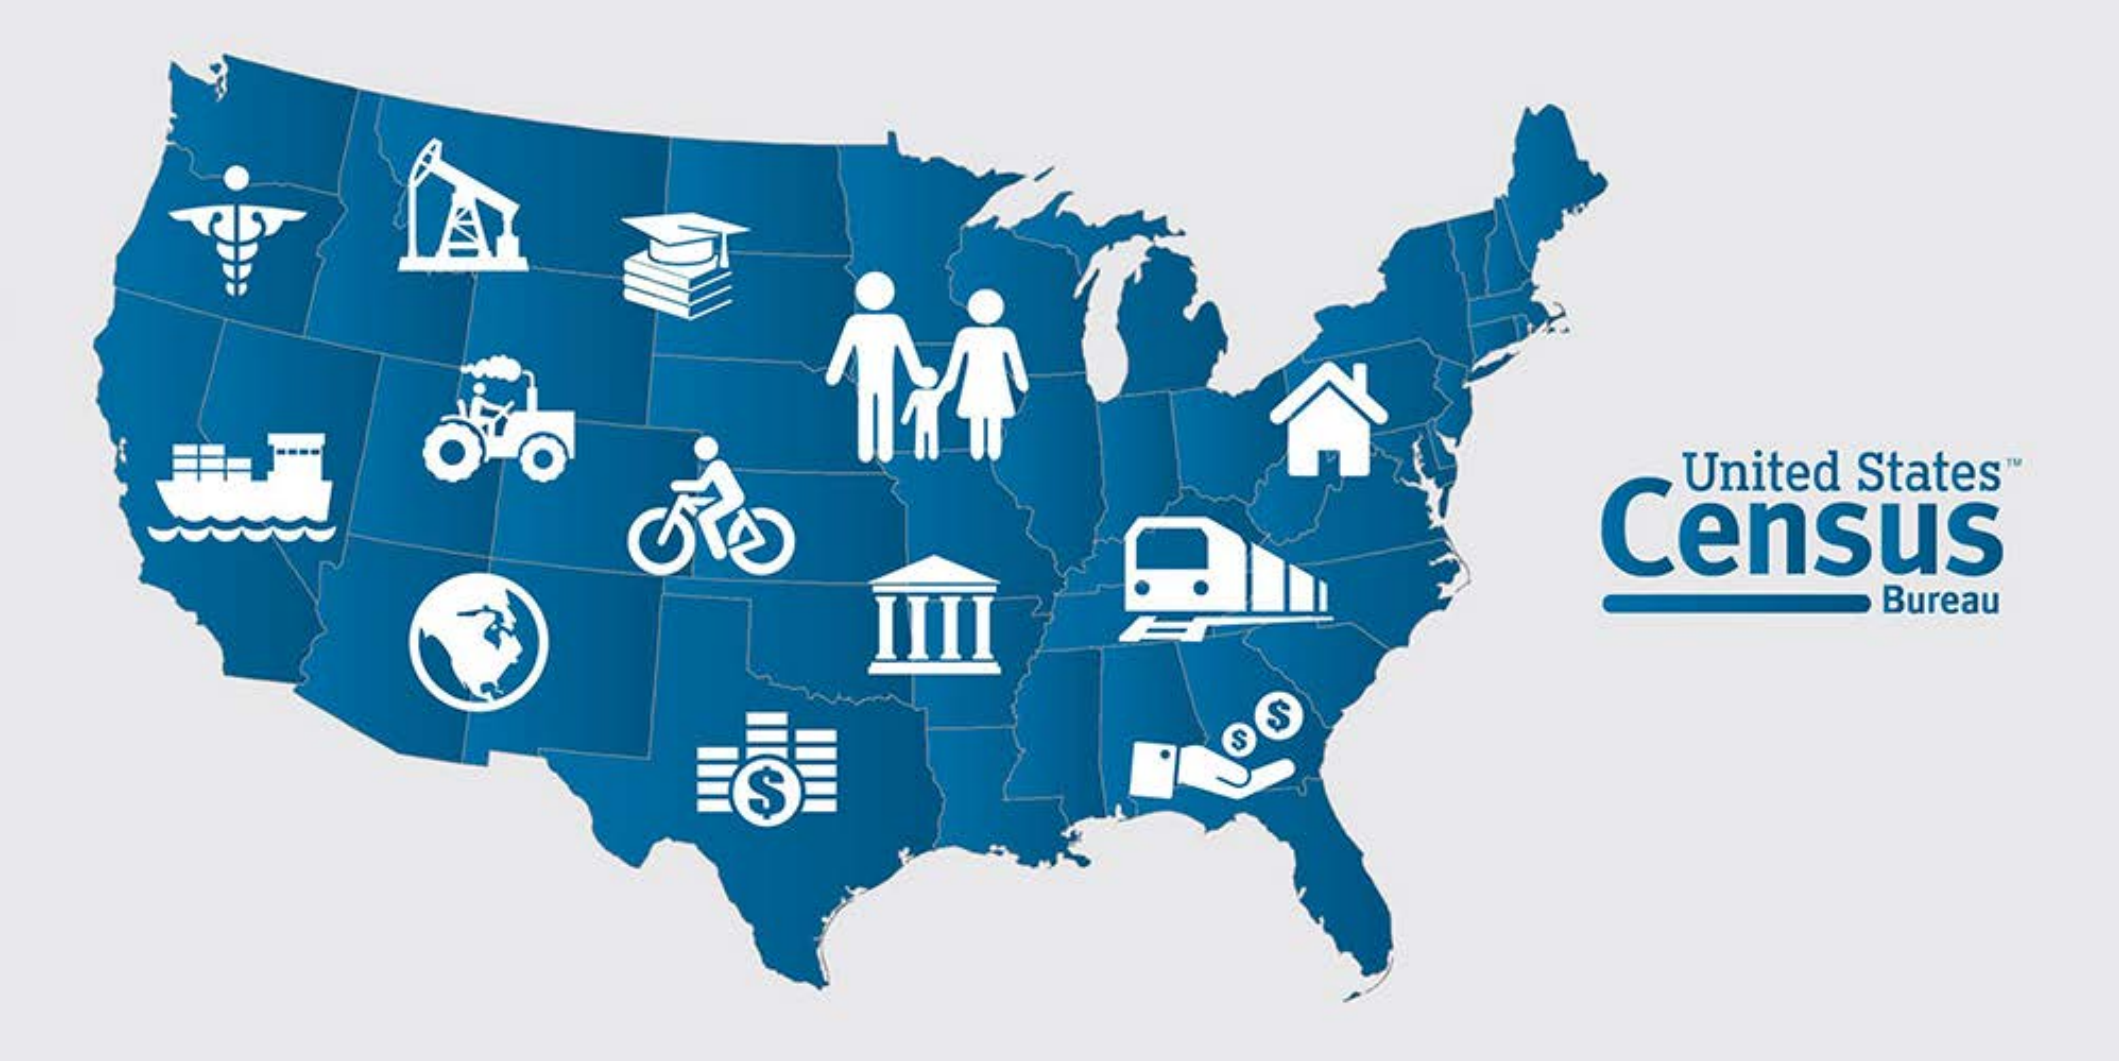 United States™
Census
Bureau
$
$
$